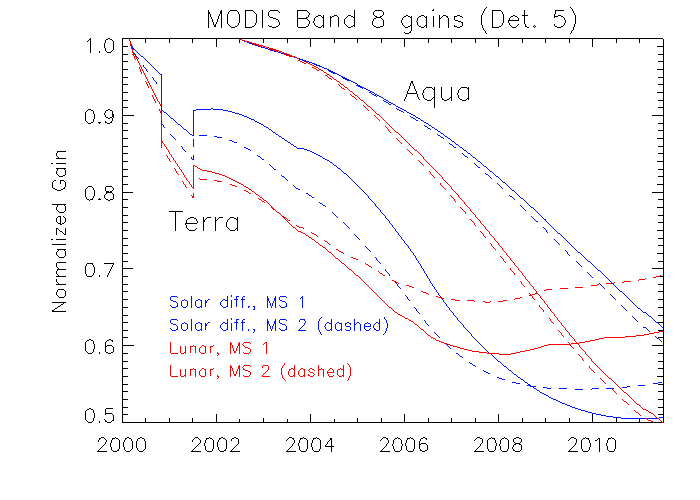 MODIS Band 8 gains (Det. 5)
1.0
0.9
0.8
0.7
0.6
0.5
Normalized Gain
Aqua
Terra
Solar diff., MS 1
Solar diff., MS 2 (dashed)
Lunar, MS 1
Lunar, MS 2 (dashed)
2000 2002 2004 2006 2008 2010